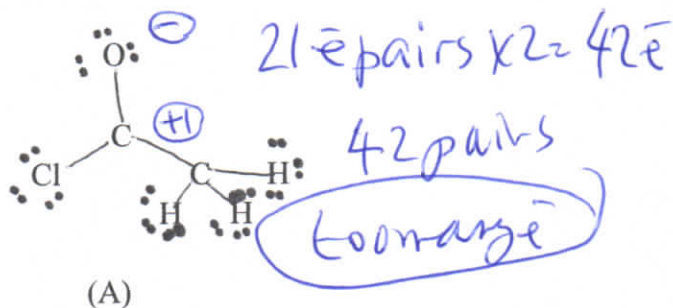 O − 21 ē pairs x2= 42 ē
C +1
42 pairs
Cl C H
H H
too many ē
(A)